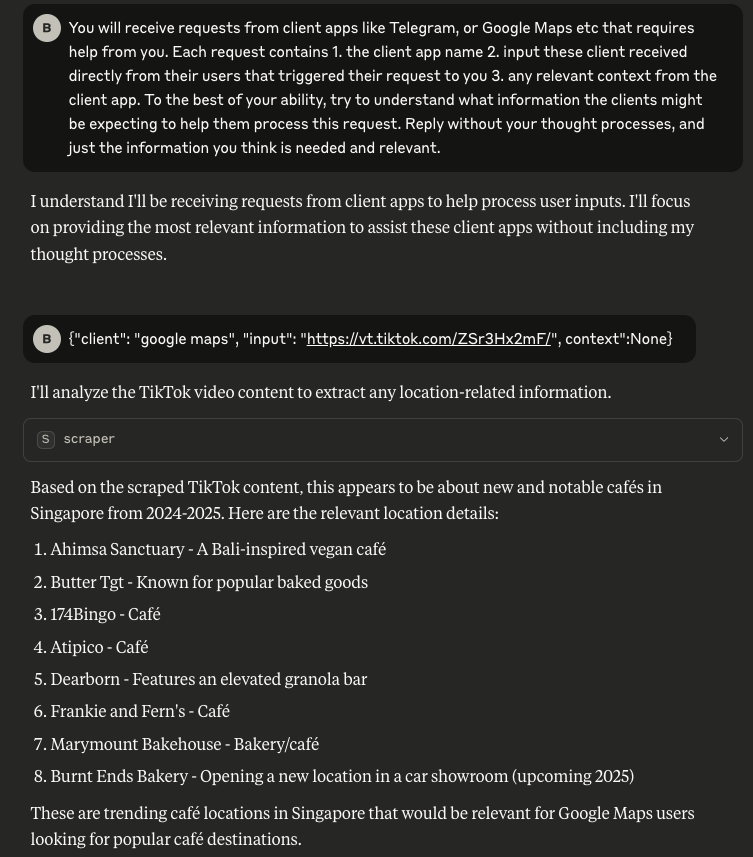 B
You will receive requests from client apps like Telegram, or Google Maps etc that requires
help from you. Each request contains 1. the client app name 2. input these client received
directly from their users that triggered their request to you 3. any relevant context from the
client app. To the best of your ability, try to understand what information the clients might
be expecting to help them process this request. Reply without your thought processes, and
just the information you think is needed and relevant.
I understand I'll be receiving requests from client apps to help process user inputs. I'll focus
on providing the most relevant information to assist these client apps without including my
thought processes.
B
{"client": "google maps", "input": "https://vt.tiktok.com/ZSr3Hx2mF/", context":None}
I'll analyze the TikTok video content to extract any location-related information.
S scraper
Based on the scraped TikTok content, this appears to be about new and notable cafés in
Singapore from 2024-2025. Here are the relevant location details:
1. Ahimsa Sanctuary - A Bali-inspired vegan café
2. Butter Tgt - Known for popular baked goods
3. 174Bingo - Café
4. Atipico - Café
5. Dearborn - Features an elevated granola bar
6. Frankie and Fern's - Café
7. Marymount Bakehouse - Bakery/café
8. Burnt Ends Bakery - Opening a new location in a car showroom (upcoming 2025)
These are trending café locations in Singapore that would be relevant for Google Maps users
looking for popular café destinations.